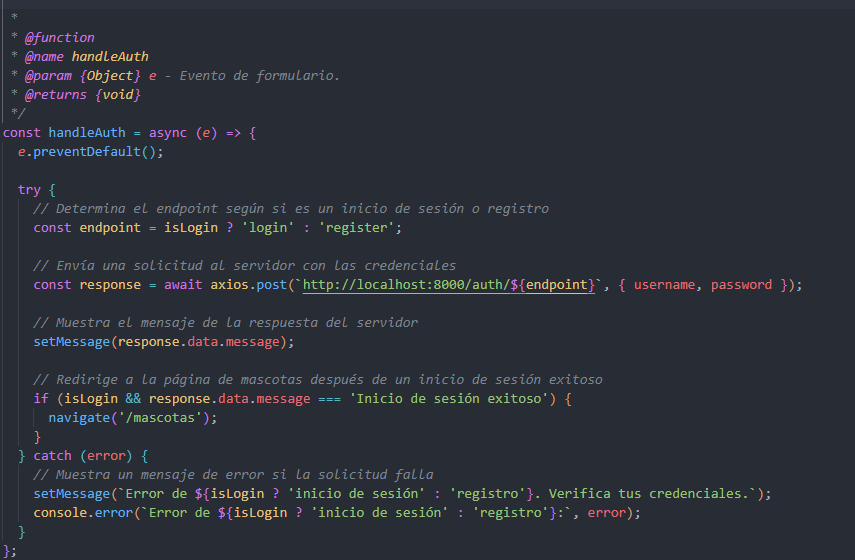 *
 * @function
 * @name handleAuth
 * @param {Object} e - Evento de formulario.
 * @returns {void}
 */
const handleAuth = async (e) => {
  e.preventDefault();

  try {
    // Determina el endpoint según si es un inicio de sesión o registro
    const endpoint = isLogin ? 'login' : 'register';

    // Envía una solicitud al servidor con las credenciales
    const response = await axios.post(`http://localhost:8000/auth/${endpoint}`, { username, password });

    // Muestra el mensaje de la respuesta del servidor
    setMessage(response.data.message);

    // Redirige a la página de mascotas después de un inicio de sesión exitoso
    if (isLogin && response.data.message === 'Inicio de sesión exitoso') {
      navigate('/mascotas');
    }
  } catch (error) {
    // Muestra un mensaje de error si la solicitud falla
    setMessage(`Error de ${isLogin ? 'inicio de sesión' : 'registro'}. Verifica tus credenciales.`);
    console.error(`Error de ${isLogin ? 'inicio de sesión' : 'registro'}:`, error);
  }
};